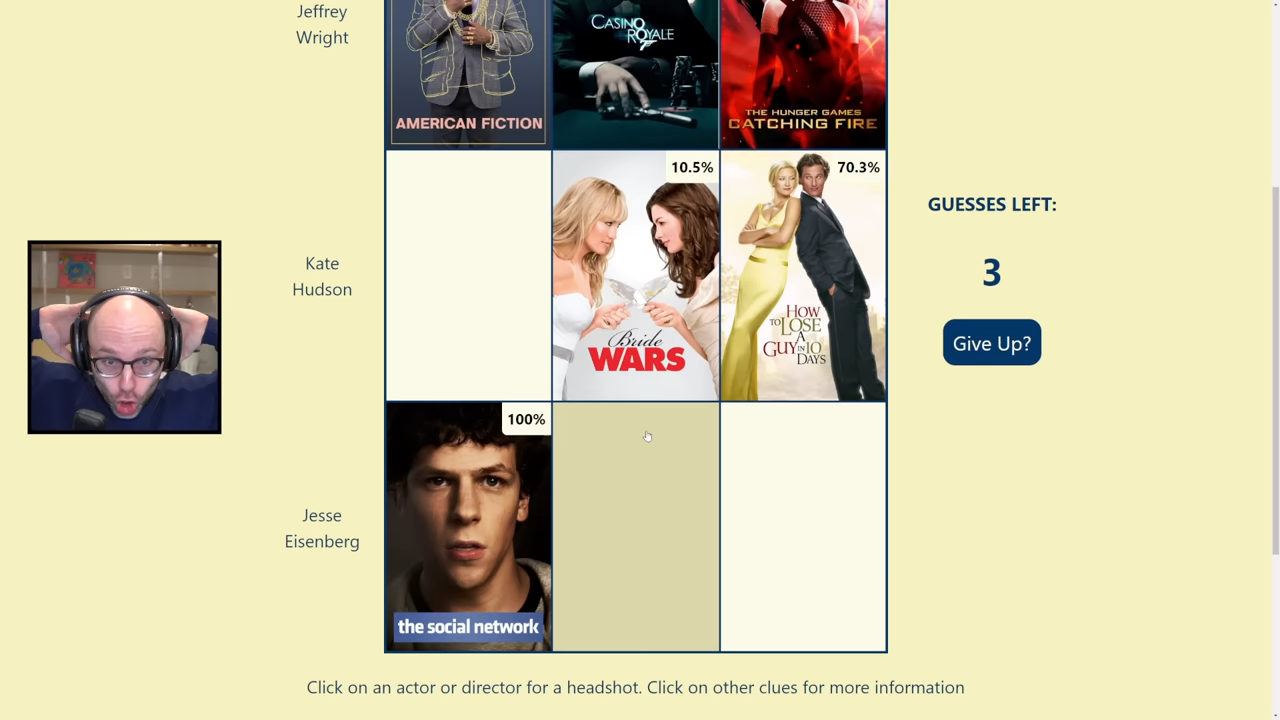 Jeffrey
Wright
AMERICAN FICTION
CASINO
ROYALE
THE HUNGER GAMES
CATCHING FIRE
Kate
Hudson
10.5%
Bride
WARS
70.3%
HOW
TO LOSE
A
GUY IN 10
DAYS
GUESSES LEFT:
3
Give Up?
Jesse
Eisenberg
100%
the social network
Click on an actor or director for a headshot. Click on other clues for more information